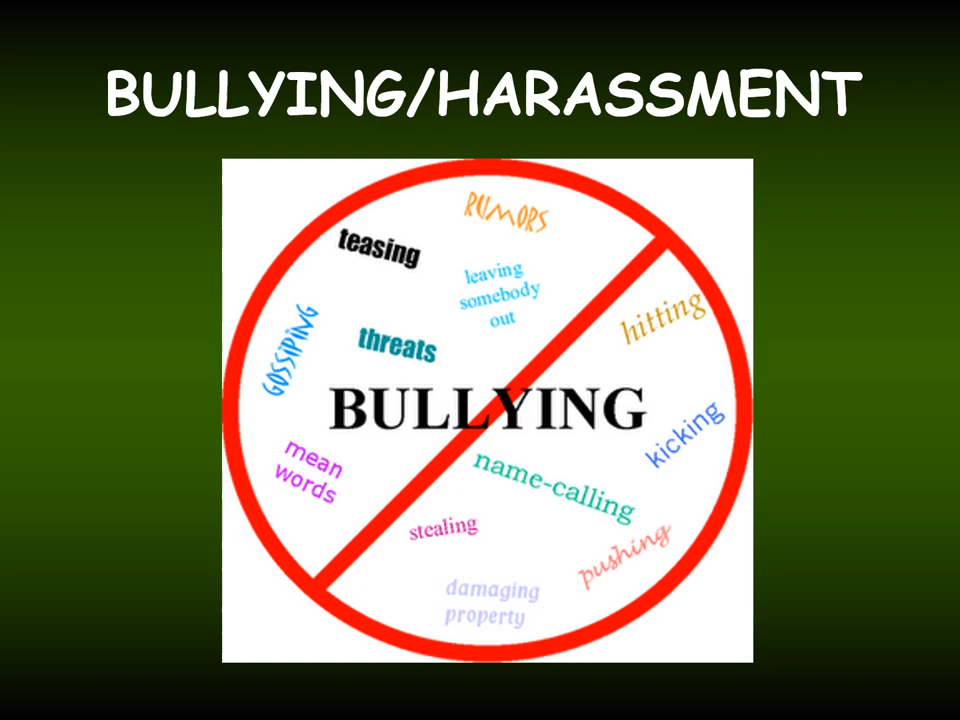 BULLYING/HARASSMENT
RUMORS
teasing
leaving
somebody
out
hitting
GOSSIPING
threats
BULLYING
kicking
mean
words
name-calling
stealing
pushing
damaging
property